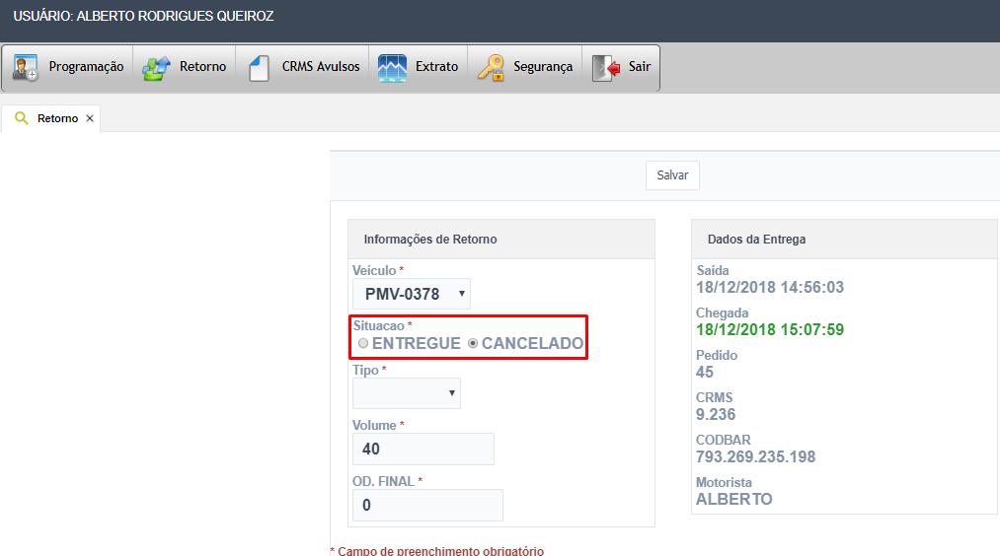 USUÁRIO: ALBERTO RODRIGUES QUEIROZ
Programação Retorno CRMS Avulsos Extrato Segurança Sair
Retorno ×
Salvar
Informações de Retorno
Veículo *
PMV-0378
Situacao *
ENTREGUE CANCELADO
Tipo *
Volume *
40
OD. FINAL *
0
Dados da Entrega
Saída
18/12/2018 14:56:03
Chegada
18/12/2018 15:07:59
Pedido
45
CRMS
9.236
CODBAR
793.269.235.198
Motorista
ALBERTO
* Campo de preenchimento obrigatório